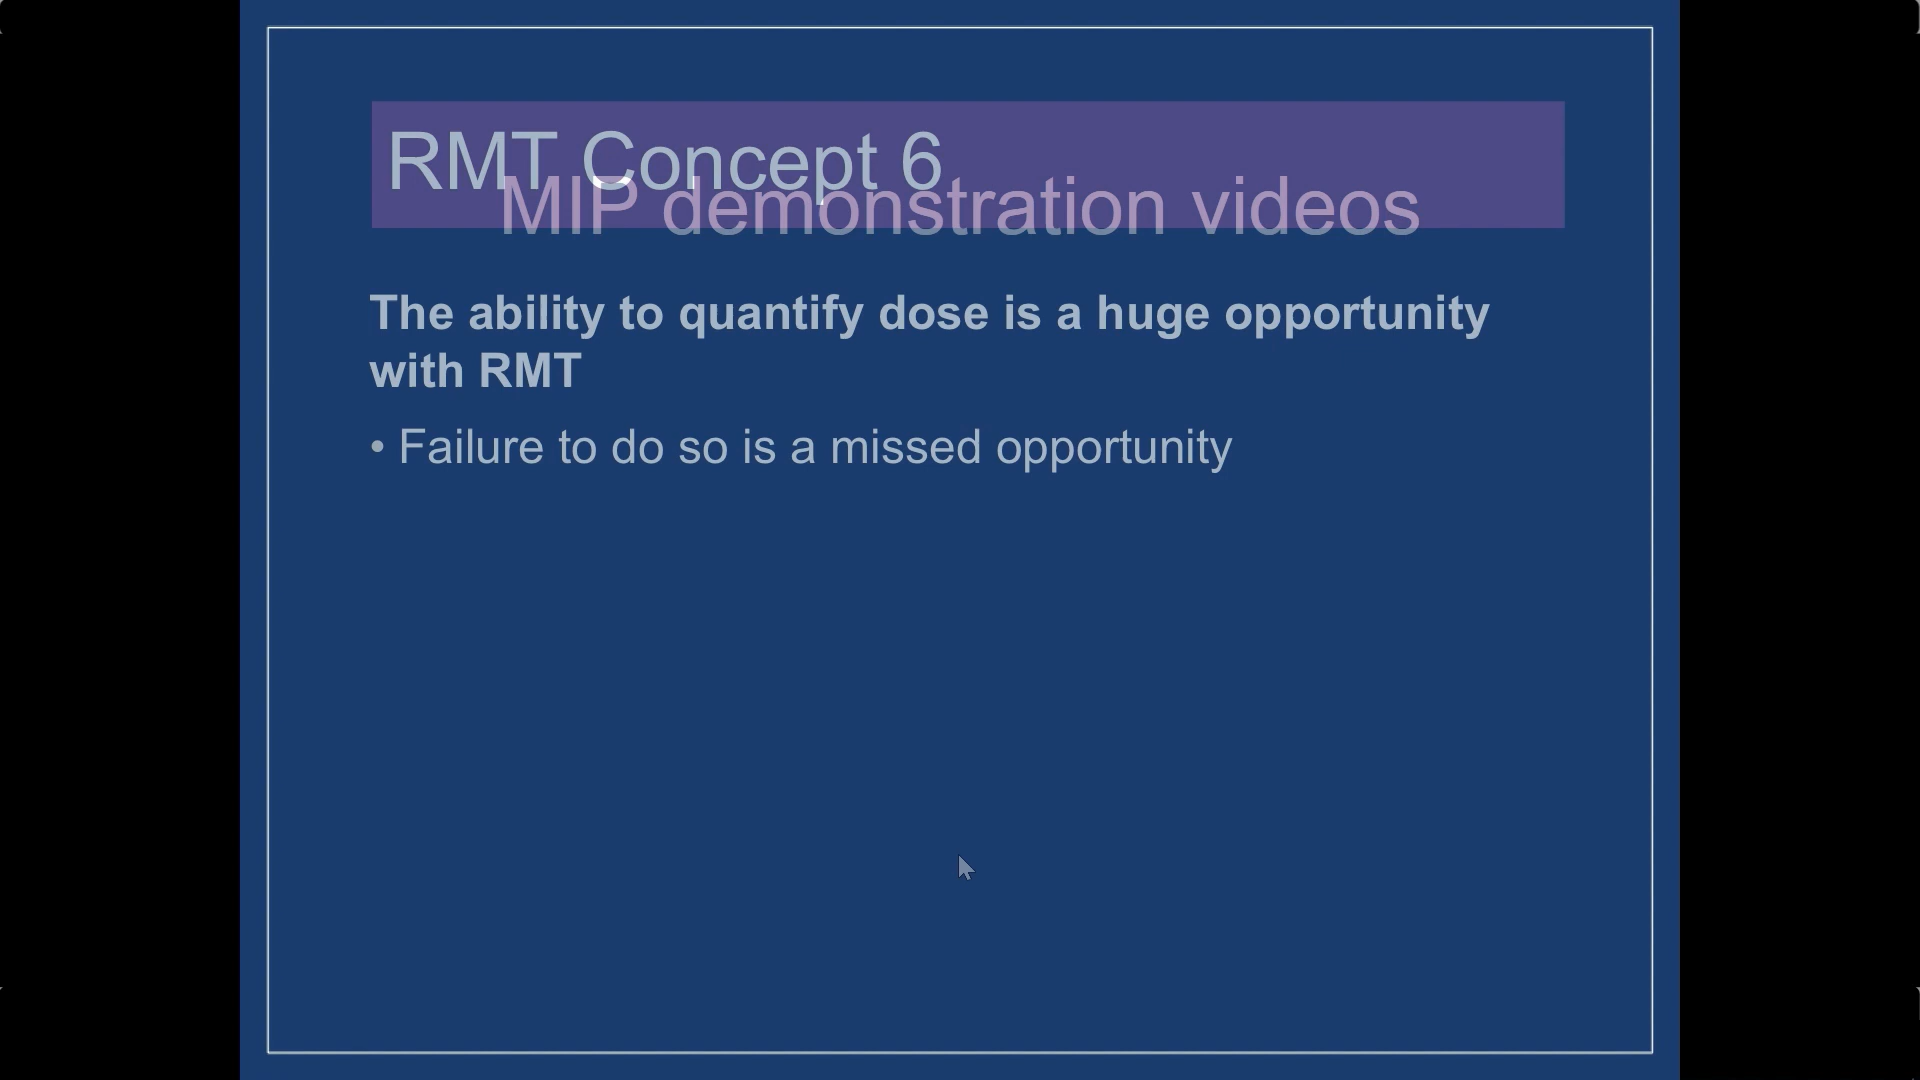 RMT Concept 6
MIP demonstration videos
The ability to quantify dose is a huge opportunity
with RMT
• Failure to do so is a missed opportunity